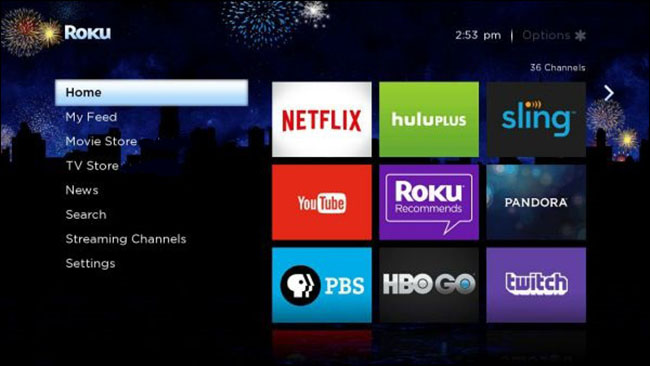 Roku
2:53 pm | Options ✱
36 Channels
Home
My Feed
Movie Store
TV Store
News
Search
Streaming Channels
Settings
NETFLIX
huluPLUS
sling
YouTube
Roku
Recommends
PANDORA
PBS
HBO GO
twitch